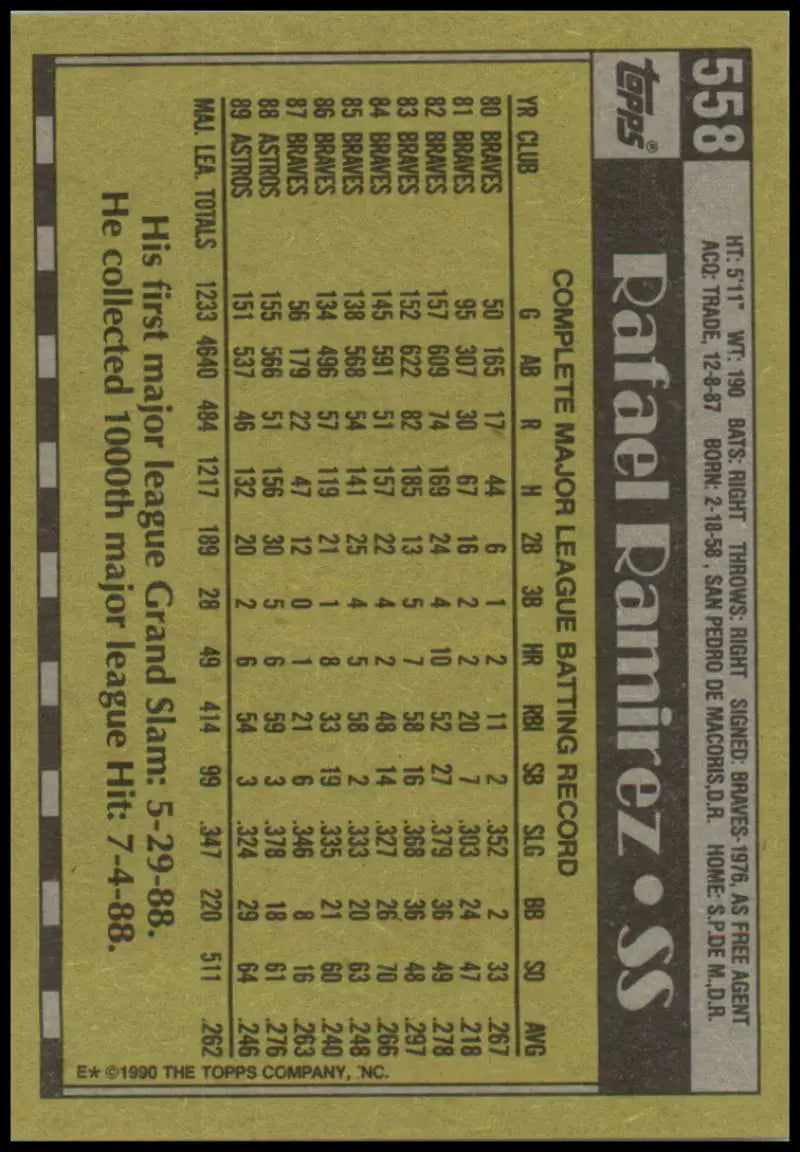 558
HT: 5'11" WT: 190 BATS: RIGHT THROWS: RIGHT SIGNED: BRAVES-1976, AS FREE AGENT
ACQ: TRADE, 12-8-87 BORN: 2-18-58, SAN PEDRO DE MACORIS,D.R. HOME: S.P.DE M.,D.R.
TOPPS®
Rafael Ramirez • SS
COMPLETE MAJOR LEAGUE BATTING RECORD
YR CLUB G AB R H 2B 3B HR RBI SB SLG BB SO AVG
80 BRAVES 50 165 17 44 6 1 2 11 2 .352 2 33 .267
81 BRAVES 95 307 30 67 16 2 2 20 7 .303 24 47 .218
82 BRAVES 157 609 74 169 24 4 10 52 27 .379 36 49 .278
83 BRAVES 152 622 82 185 13 5 7 58 16 .368 36 48 .297
84 BRAVES 145 591 51 157 22 4 2 48 14 .327 26 70 .266
85 BRAVES 138 568 54 141 25 4 5 58 2 .333 20 63 .248
86 BRAVES 134 496 57 119 21 1 8 33 19 .335 21 60 .240
87 BRAVES 56 179 22 47 12 0 1 21 6 .346 8 16 .263
88 ASTROS 155 566 51 156 30 5 6 59 3 .378 18 61 .276
89 ASTROS 151 537 46 132 20 2 6 54 3 .324 29 64 .246
MAJ. LEA. TOTALS 1233 4640 484 1217 189 28 49 414 99 .347 220 511 .262
His first major league Grand Slam: 5-29-88.
He collected 1000th major league Hit: 7-4-88.
E* ©1990 THE TOPPS COMPANY, INC.